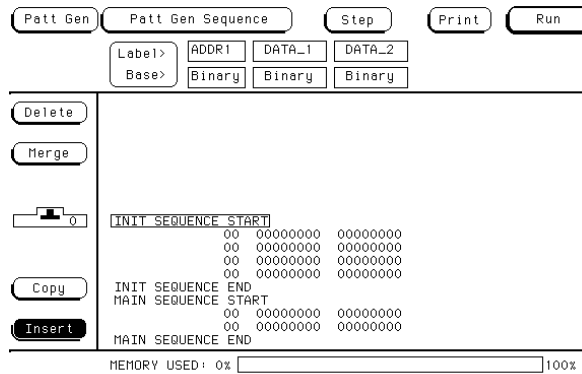 Patt Gen Patt Gen Sequence Step Print Run
Label> ADDR1 DATA_1 DATA_2
Base> Binary Binary Binary
Delete
Merge
0
INIT SEQUENCE START
00 00000000 00000000
00 00000000 00000000
00 00000000 00000000
00 00000000 00000000
Copy INIT SEQUENCE END
MAIN SEQUENCE START
00 00000000 00000000
Insert 00 00000000 00000000
MAIN SEQUENCE END
MEMORY USED: 0% 100%